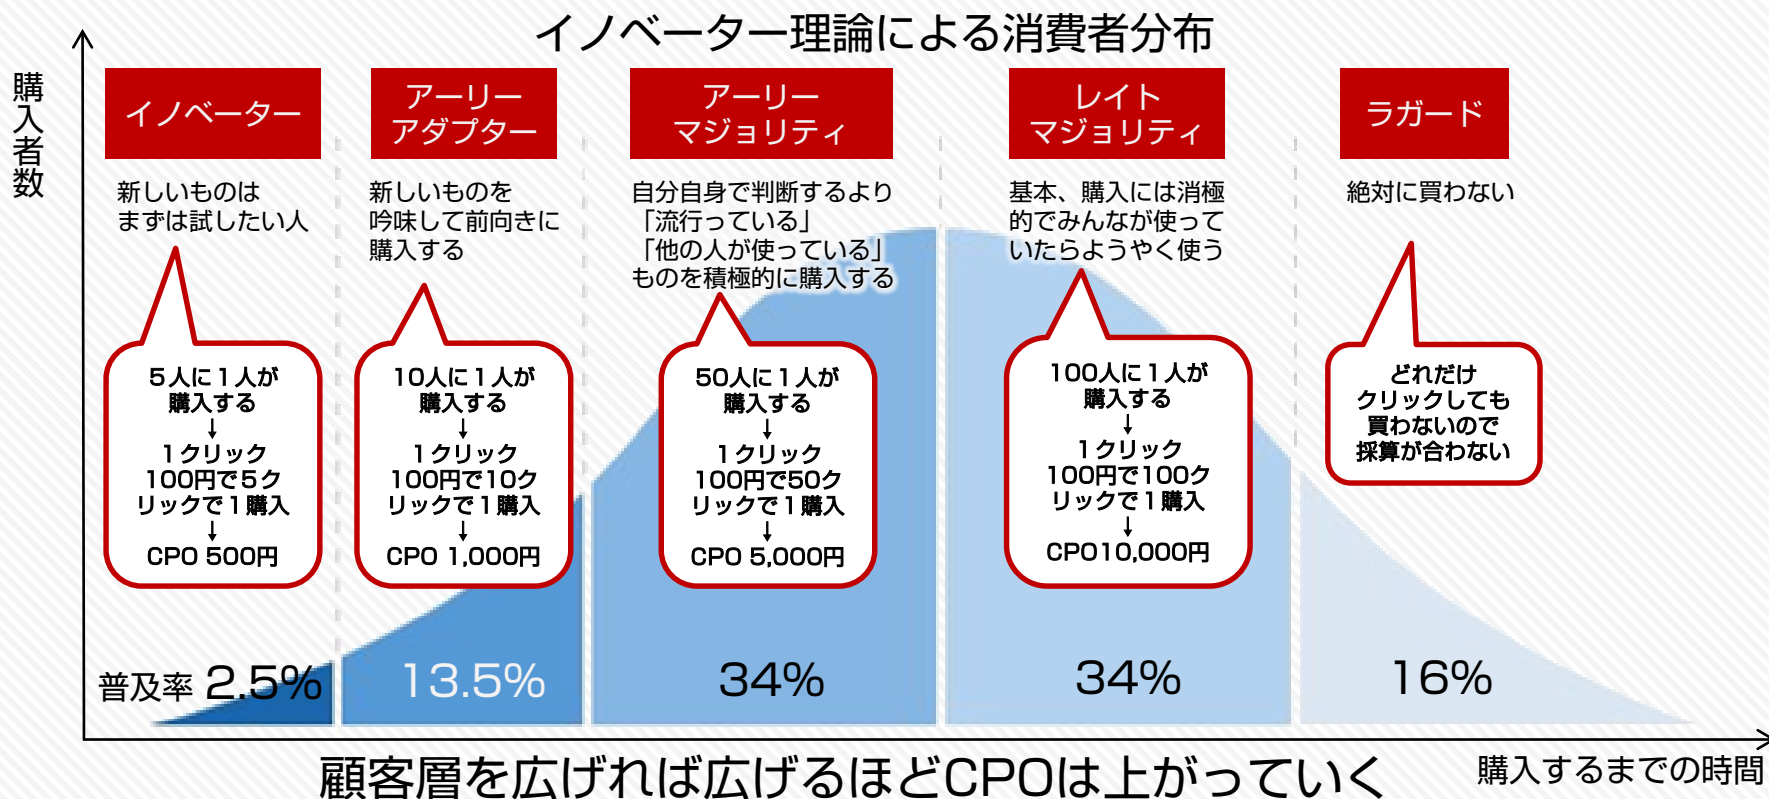 イノベーター理論による消費者分布
購入者数
イノベーター
新しいものは
まずは試したい人
5人に1人が
購入する
↓
1クリック
100円で5ク
リックで1購入
↓
CPO 500円
アーリー
アダプター
新しいものを
吟味して前向きに
購入する
10人に1人が
購入する
↓
1クリック
100円で10ク
リックで1購入
↓
CPO 1,000円
アーリー
マジョリティ
自分自身で判断するより
「流行っている」
「他の人が使っている」
ものを積極的に購入する
50人に1人が
購入する
↓
1クリック
100円で50ク
リックで1購入
↓
CPO 5,000円
レイト
マジョリティ
基本、購入には消極
的でみんなが使って
いたらようやく使う
100人に1人が
購入する
↓
1クリック
100円で100ク
リックで1購入
↓
CPO10,000円
ラガード
絶対に買わない
どれだけ
クリックしても
買わないので
採算が合わない
普及率 2.5%
13.5%
34%
34%
16%
顧客層を広げれば広げるほどCPOは上がっていく
購入するまでの時間